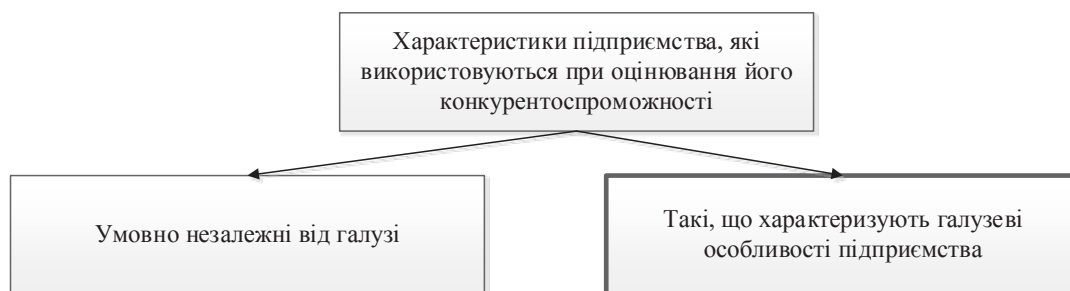 Характеристики підприємства, які
використовуються при оцінювання його
конкурентоспроможності
Умовно незалежні від галузі
Такі, що характеризують галузеві
особливості підприємства